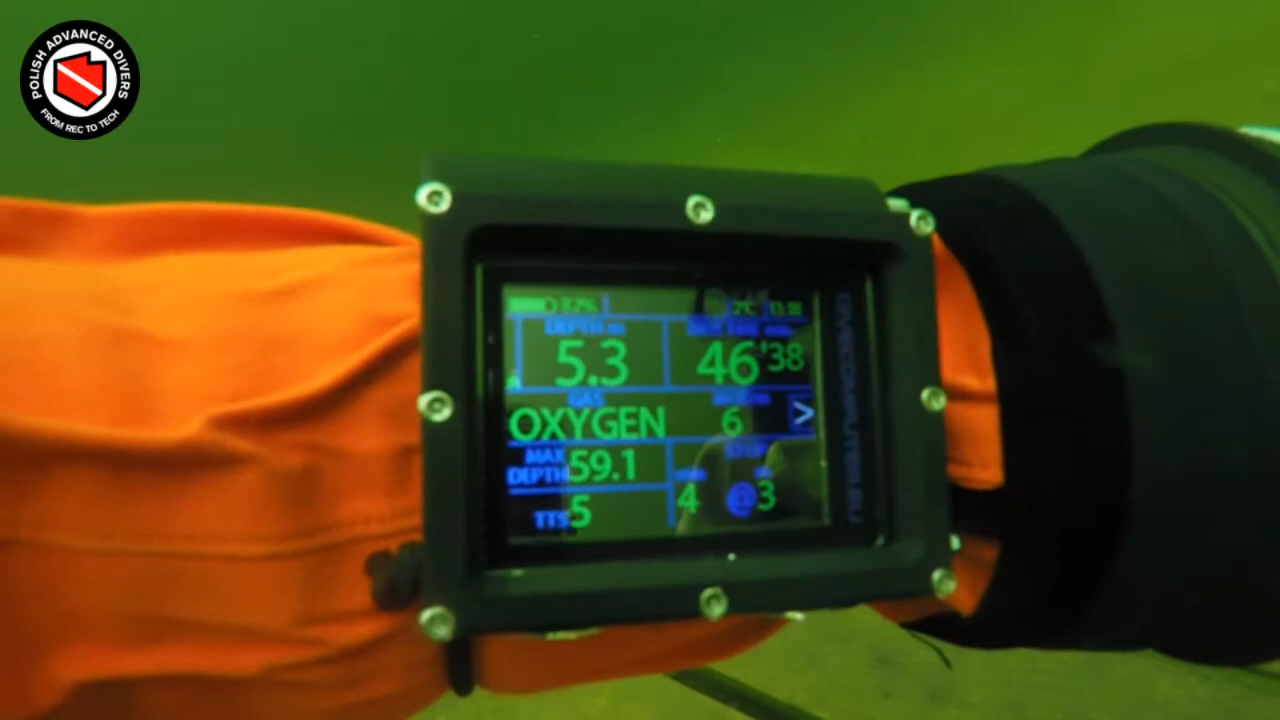 POLISH ADVANCED DIVERS
FROM REC TO TECH
2°C
DEPTH m
5.3
46'38
GAS
OXYGEN
6
>
MAX DEPTH 59.1
4 @3
TTS 5